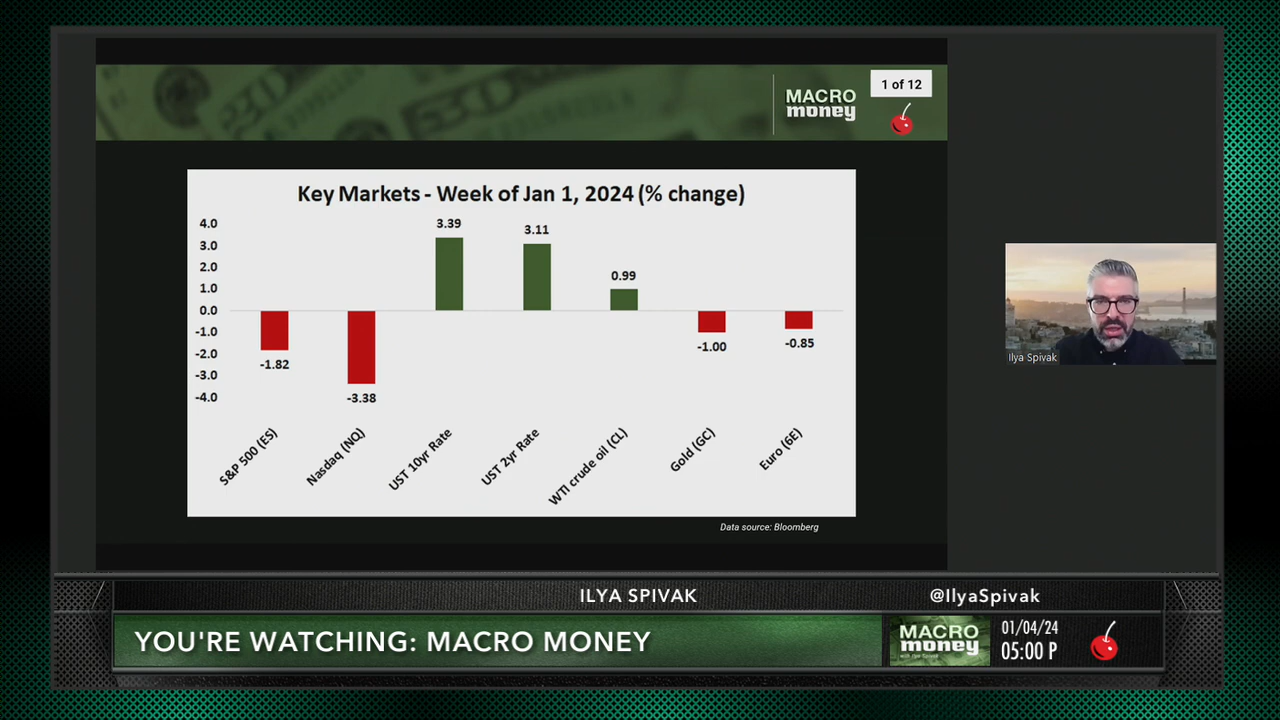 MACRO
money
1 of 12
Key Markets - Week of Jan 1, 2024 (% change)
4.0
3.0
2.0
1.0
0.0
-1.0
-2.0
-3.0
-4.0
-1.82
-3.38
3.39
3.11
0.99
-1.00
-0.85
S&P 500 (ES)
Nasdaq (NQ)
UST 10yr Rate
UST 2yr Rate
WTI crude oil (CL)
Gold (GC)
Euro (6E)
Data source: Bloomberg
Ilya Spivak
ILYA SPIVAK
@IlyaSpivak
YOU'RE WATCHING: MACRO MONEY
MACRO
money
with Ilya Spivak
01/04/24
05:00 P